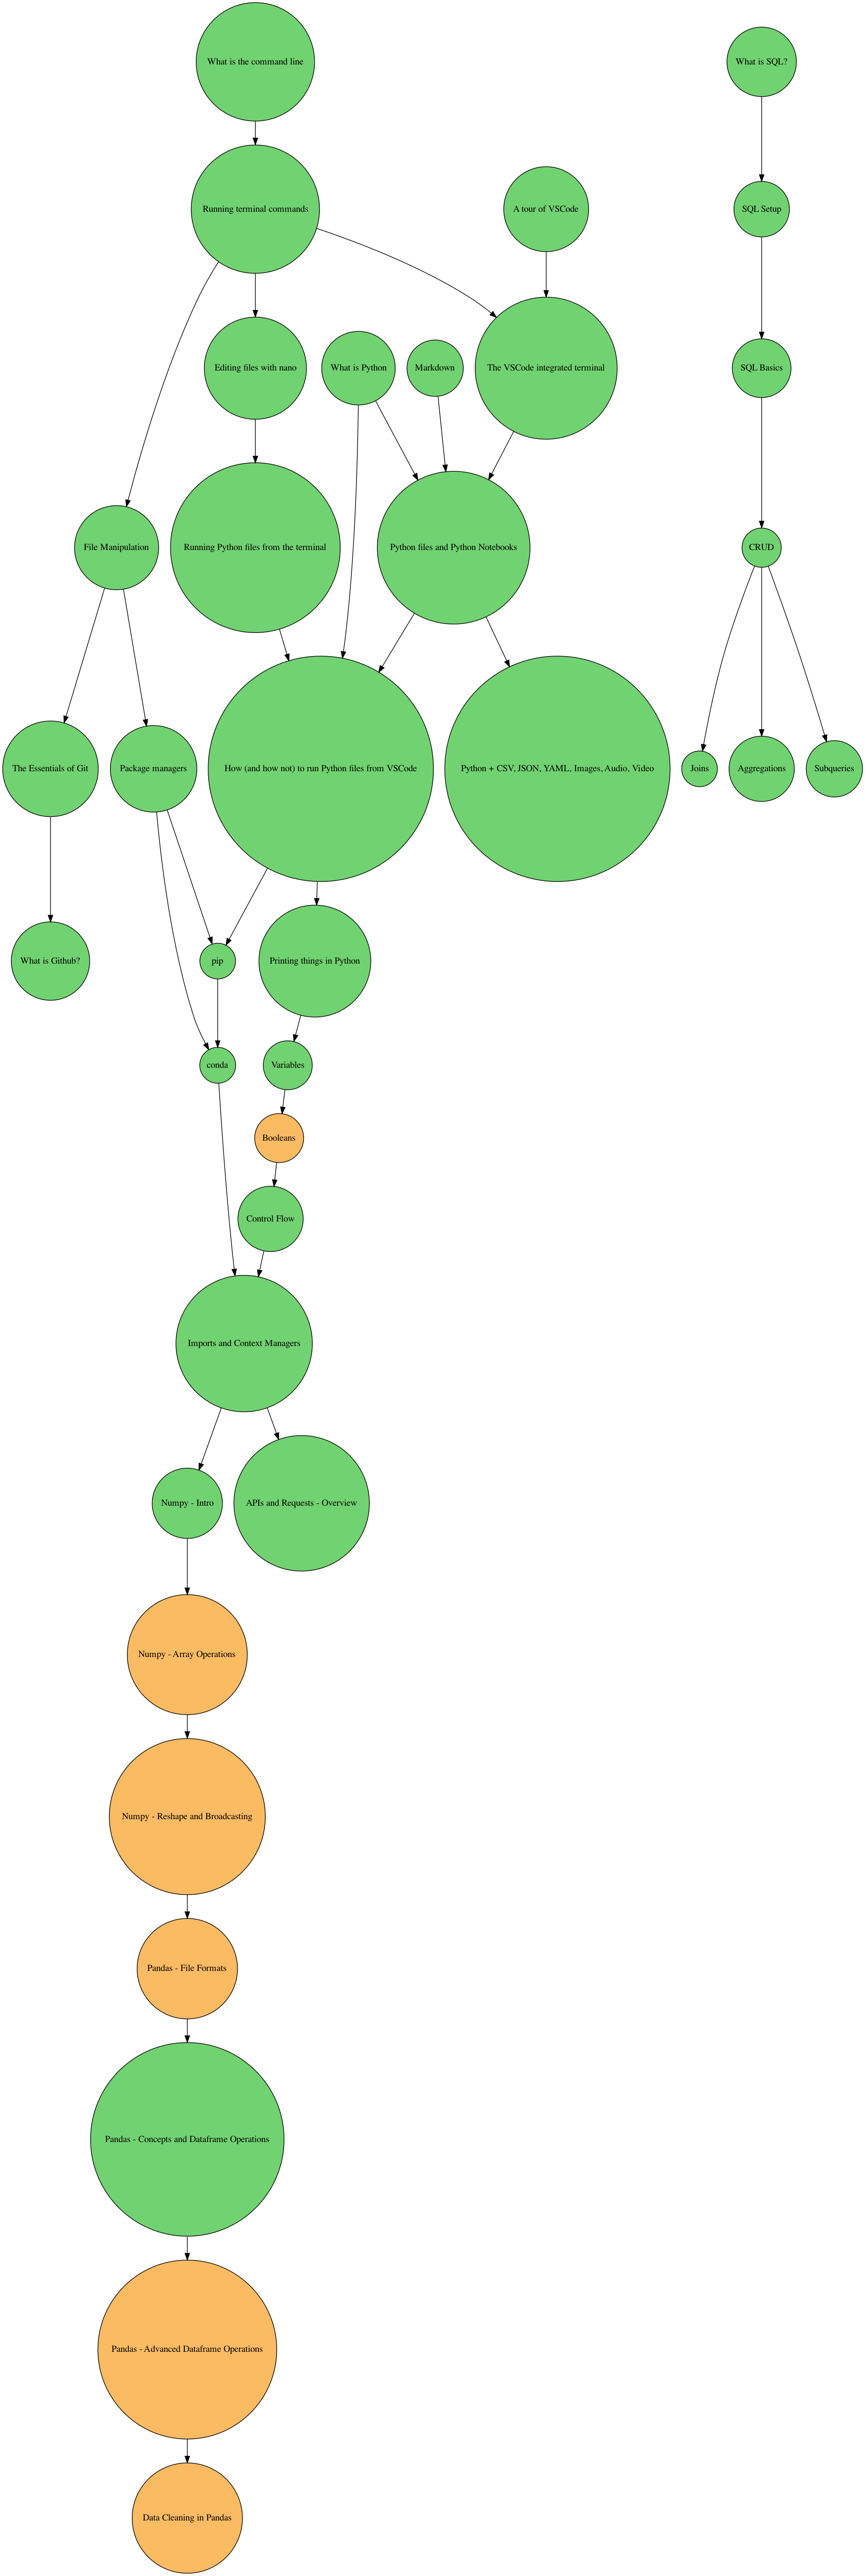 What is the command line
What is SQL?
Running terminal commands
A tour of VSCode
SQL Setup
Editing files with nano
What is Python
Markdown
The VSCode integrated terminal
SQL Basics
File Manipulation
Running Python files from the terminal
Python files and Python Notebooks
CRUD
The Essentials of Git
Package managers
How (and how not) to run Python files from VSCode
Python + CSV, JSON, YAML, Images, Audio, Video
Joins
Aggregations
Subqueries
What is Github?
pip
Printing things in Python
conda
Variables
Booleans
Control Flow
Imports and Context Managers
Numpy - Intro
APIs and Requests - Overview
Numpy - Array Operations
Numpy - Reshape and Broadcasting
Pandas - File Formats
Pandas - Concepts and Dataframe Operations
Pandas - Advanced Dataframe Operations
Data Cleaning in Pandas